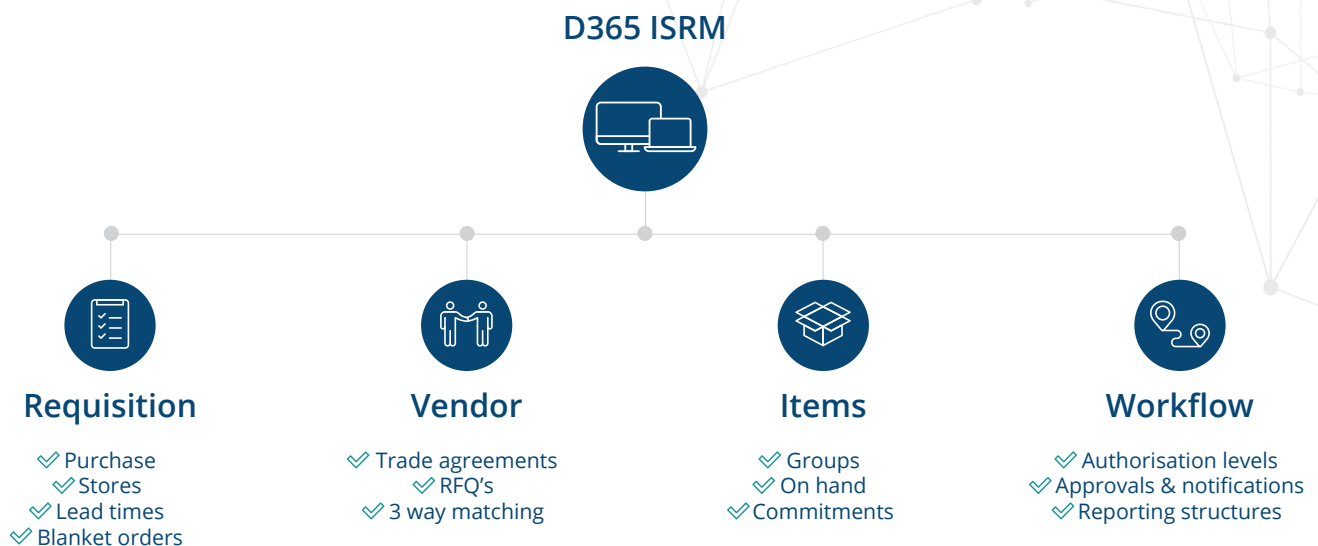 D365 ISRM
Requisition
Purchase
Stores
Lead times
Blanket orders
Vendor
Trade agreements
RFQ's
3 way matching
Items
Groups
On hand
Commitments
Workflow
Authorisation levels
Approvals & notifications
Reporting structures